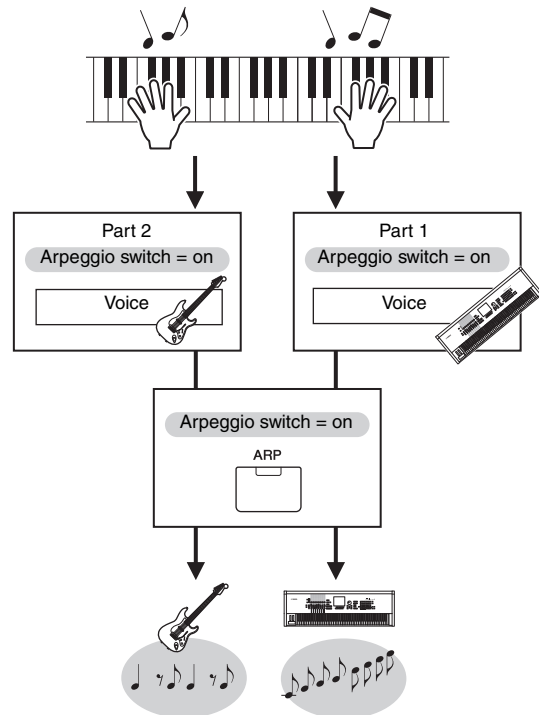 Part 2
Arpeggio switch = on
Voice
Part 1
Arpeggio switch = on
Voice
Arpeggio switch = on
ARP